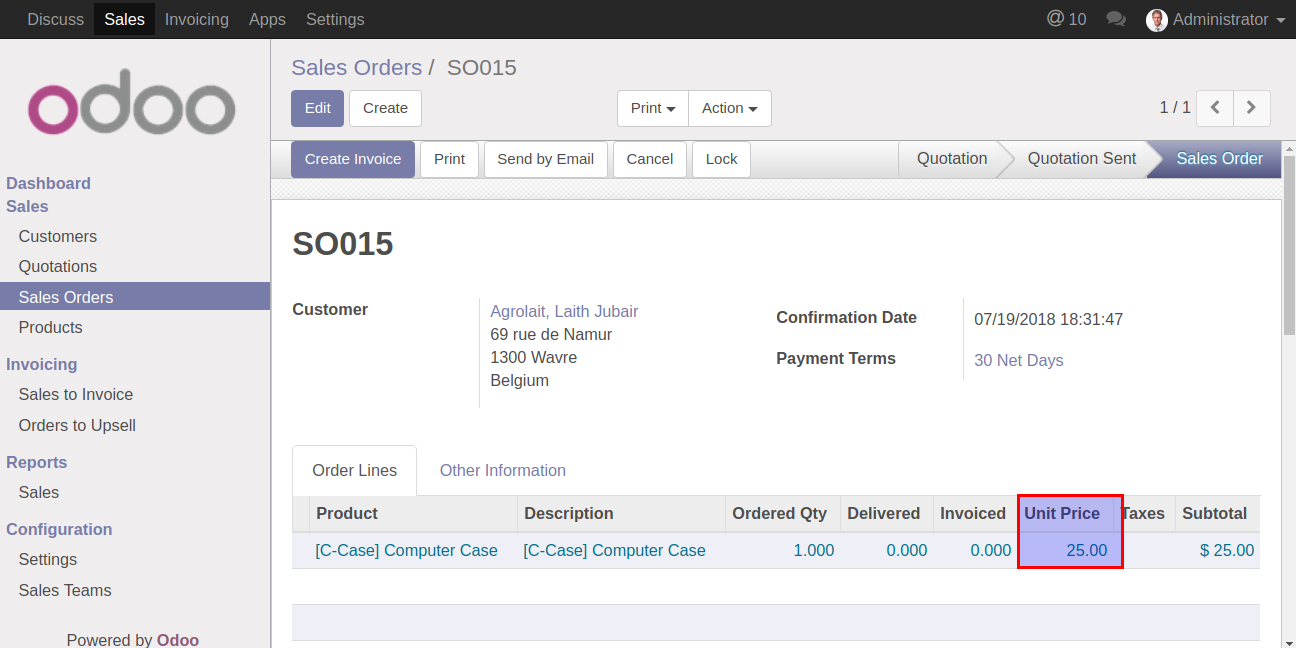 Discuss Sales Invoicing Apps Settings @ 10 Administrator
odoo
Sales Orders / SO015
Edit Create Print Action 1 / 1
Create Invoice Print Send by Email Cancel Lock Quotation Quotation Sent Sales Order
Dashboard
Sales
Customers
Quotations
Sales Orders
Products
Invoicing
Sales to Invoice
Orders to Upsell
Reports
Sales
Configuration
Settings
Sales Teams
Powered by Odoo
SO015
Customer
Agrolait, Laith Jubair
69 rue de Namur
1300 Wavre
Belgium
Confirmation Date 07/19/2018 18:31:47
Payment Terms 30 Net Days
Order Lines Other Information
Product Description Ordered Qty Delivered Invoiced Unit Price Taxes Subtotal
[C-Case] Computer Case [C-Case] Computer Case 1.000 0.000 0.000 25.00 $ 25.00